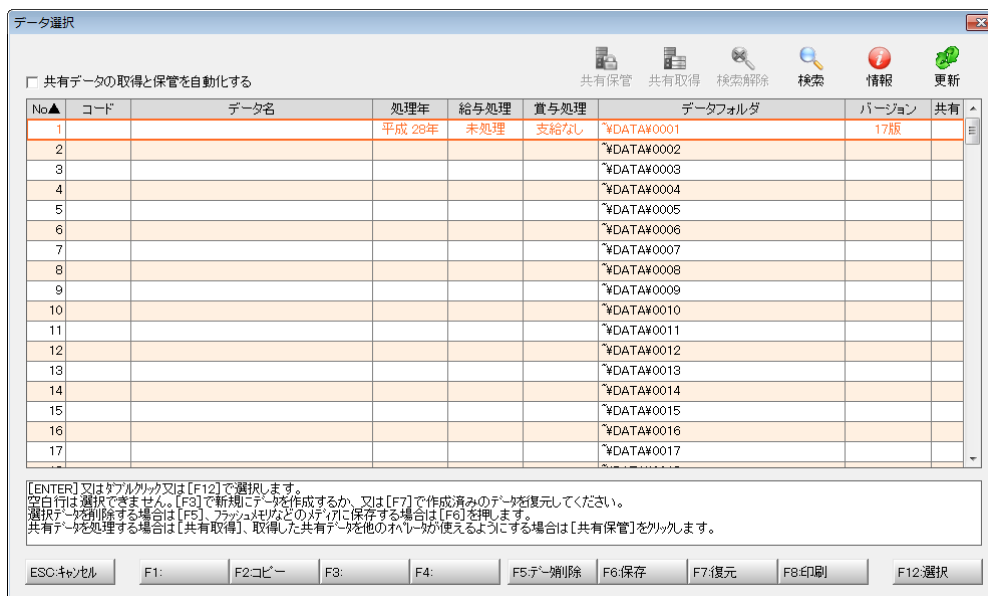 データ選択
共有保管 共有取得 検索解除 検索 情報 更新
共有データの取得と保管を自動化する
No▲ コード データ名 処理年 給与処理 賞与処理 データフォルダ バージョン 共有
1 平成 28年 未処理 支給なし ~¥DATA¥0001 17版
2 ~¥DATA¥0002
3 ~¥DATA¥0003
4 ~¥DATA¥0004
5 ~¥DATA¥0005
6 ~¥DATA¥0006
7 ~¥DATA¥0007
8 ~¥DATA¥0008
9 ~¥DATA¥0009
10 ~¥DATA¥0010
11 ~¥DATA¥0011
12 ~¥DATA¥0012
13 ~¥DATA¥0013
14 ~¥DATA¥0014
15 ~¥DATA¥0015
16 ~¥DATA¥0016
17 ~¥DATA¥0017
[ENTER]又はダブルクリック又は[F12]で選択します。
空白行は選択できません。[F3]で新規にデータを作成するか、又は[F7]で作成済みのデータを復元してください。
選択データを削除する場合は[F5]、フラッシュメモリなどのメディアに保存する場合は[F6]を押します。
共有データを処理する場合は[共有取得]、取得した共有データを他のオペレータが使えるようにする場合は[共有保管]をクリックします。
ESC:キャンセル F1: F2:コピー F3: F4: F5:データ削除 F6:保存 F7:復元 F8:印刷 F12:選択